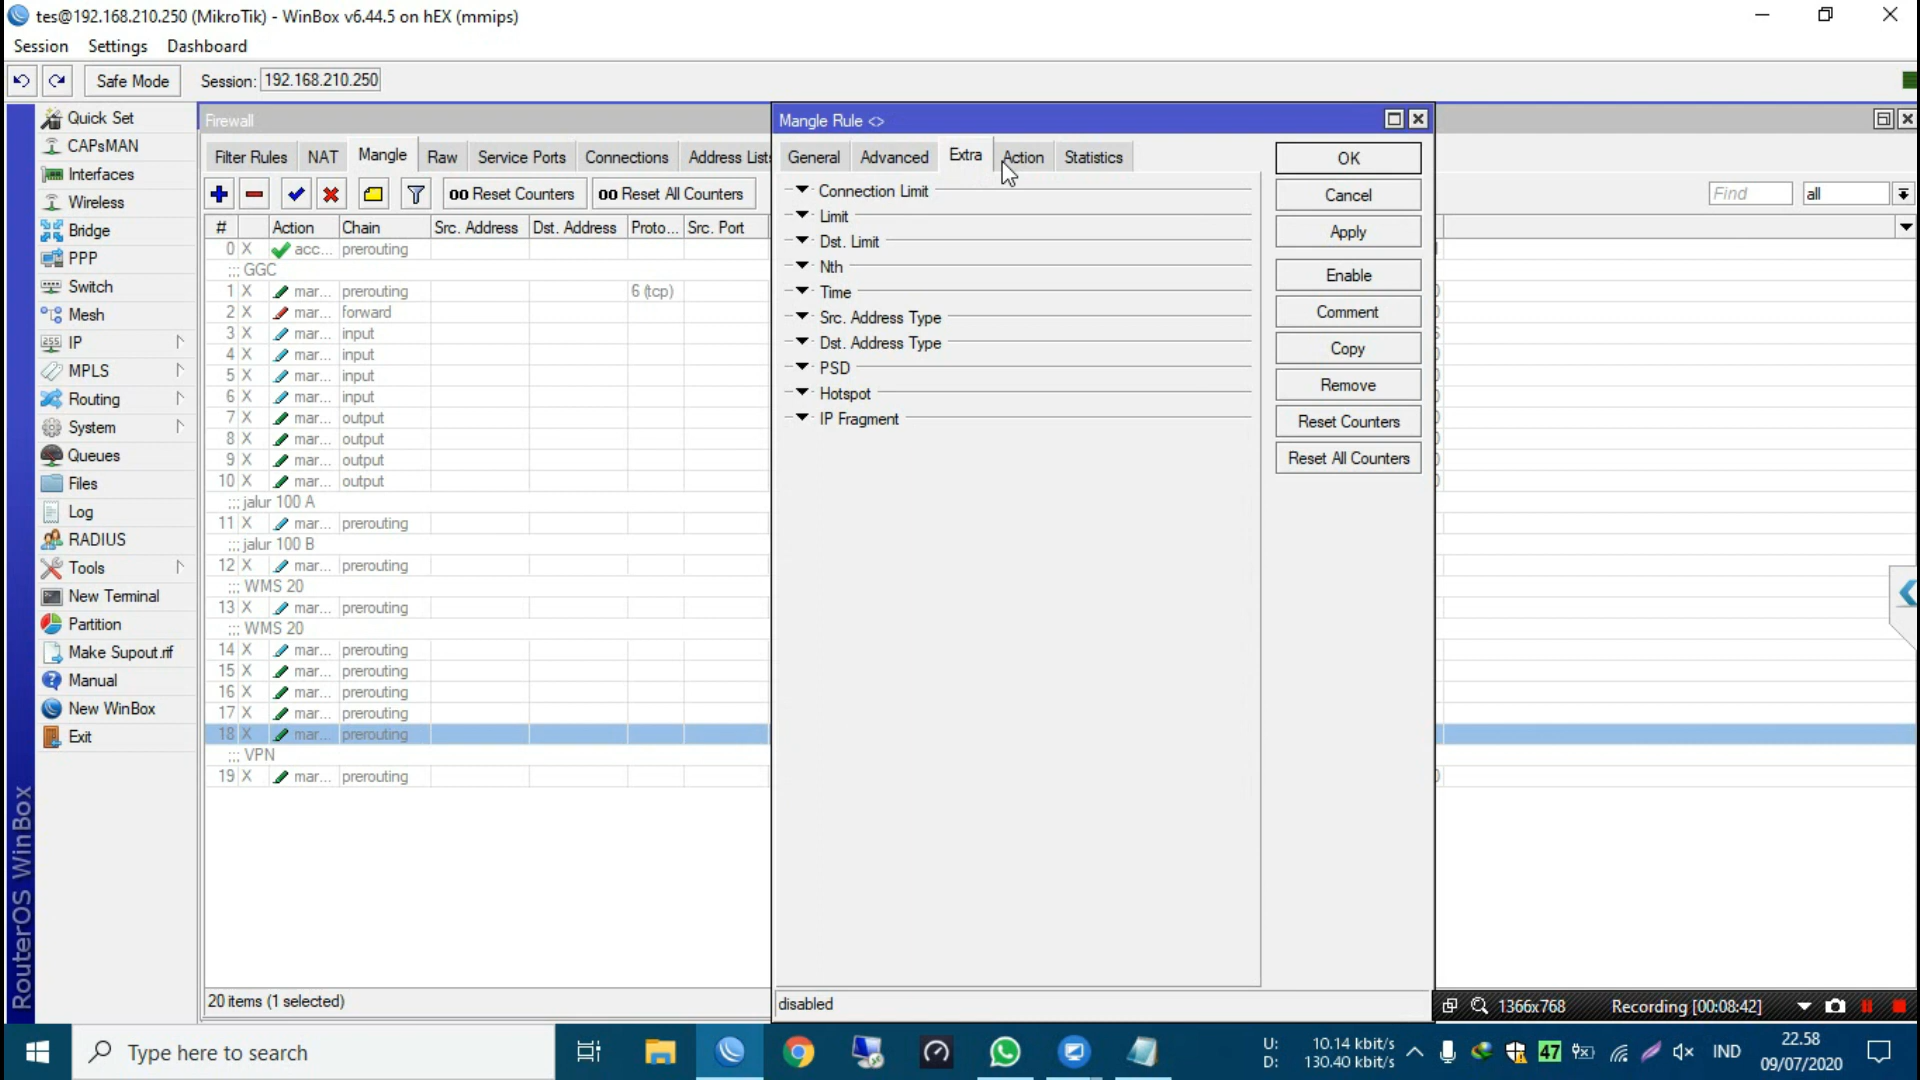 tes@192.168.210.250 (MikroTik) - WinBox v6.44.5 on hEX (mmips)
Session Settings Dashboard
Safe Mode Session: 192.168.210.250
Quick Set
CAPsMAN
Interfaces
Wireless
Bridge
PPP
Switch
Mesh
IP
MPLS
Routing
System
Queues
Files
Log
RADIUS
Tools
New Terminal
Partition
Make Supout.rif
Manual
New WinBox
Exit
RouterOS WinBox
Firewall
Filter Rules NAT Mangle Raw Service Ports Connections Address Lists
00 Reset Counters 00 Reset All Counters
Find all
# Action Chain Src. Address Dst. Address Proto... Src. Port
0 X acc... prerouting
::: GGC
1 X mar... prerouting 6 (tcp)
2 X mar... forward
3 X mar... input
4 X mar... input
5 X mar... input
6 X mar... input
7 X mar... output
8 X mar... output
9 X mar... output
10 X mar... output
::: jalur 100 A
11 X mar... prerouting
::: jalur 100 B
12 X mar... prerouting
::: WMS 20
13 X mar... prerouting
::: WMS 20
14 X mar... prerouting
15 X mar... prerouting
16 X mar... prerouting
17 X mar... prerouting
18 X mar... prerouting
::: VPN
19 X mar... prerouting
20 items (1 selected)
Mangle Rule <>
General Advanced Extra Action Statistics
Connection Limit
Limit
Dst. Limit
Nth
Time
Src. Address Type
Dst. Address Type
PSD
Hotspot
IP Fragment
OK
Cancel
Apply
Enable
Comment
Copy
Remove
Reset Counters
Reset All Counters
disabled
1366x768 Recording [00:08:42]
Type here to search
U: 10.14 kbit/s
D: 130.40 kbit/s
47
IND
22.58
09/07/2020